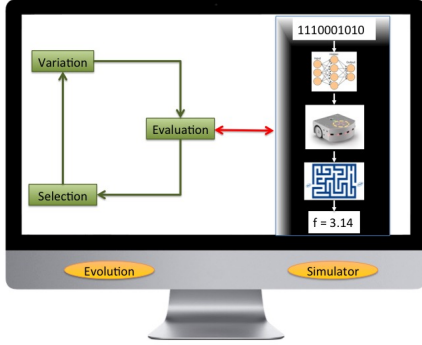 1110001010
Variation
Evaluation
Selection
f = 3.14
Evolution
Simulator